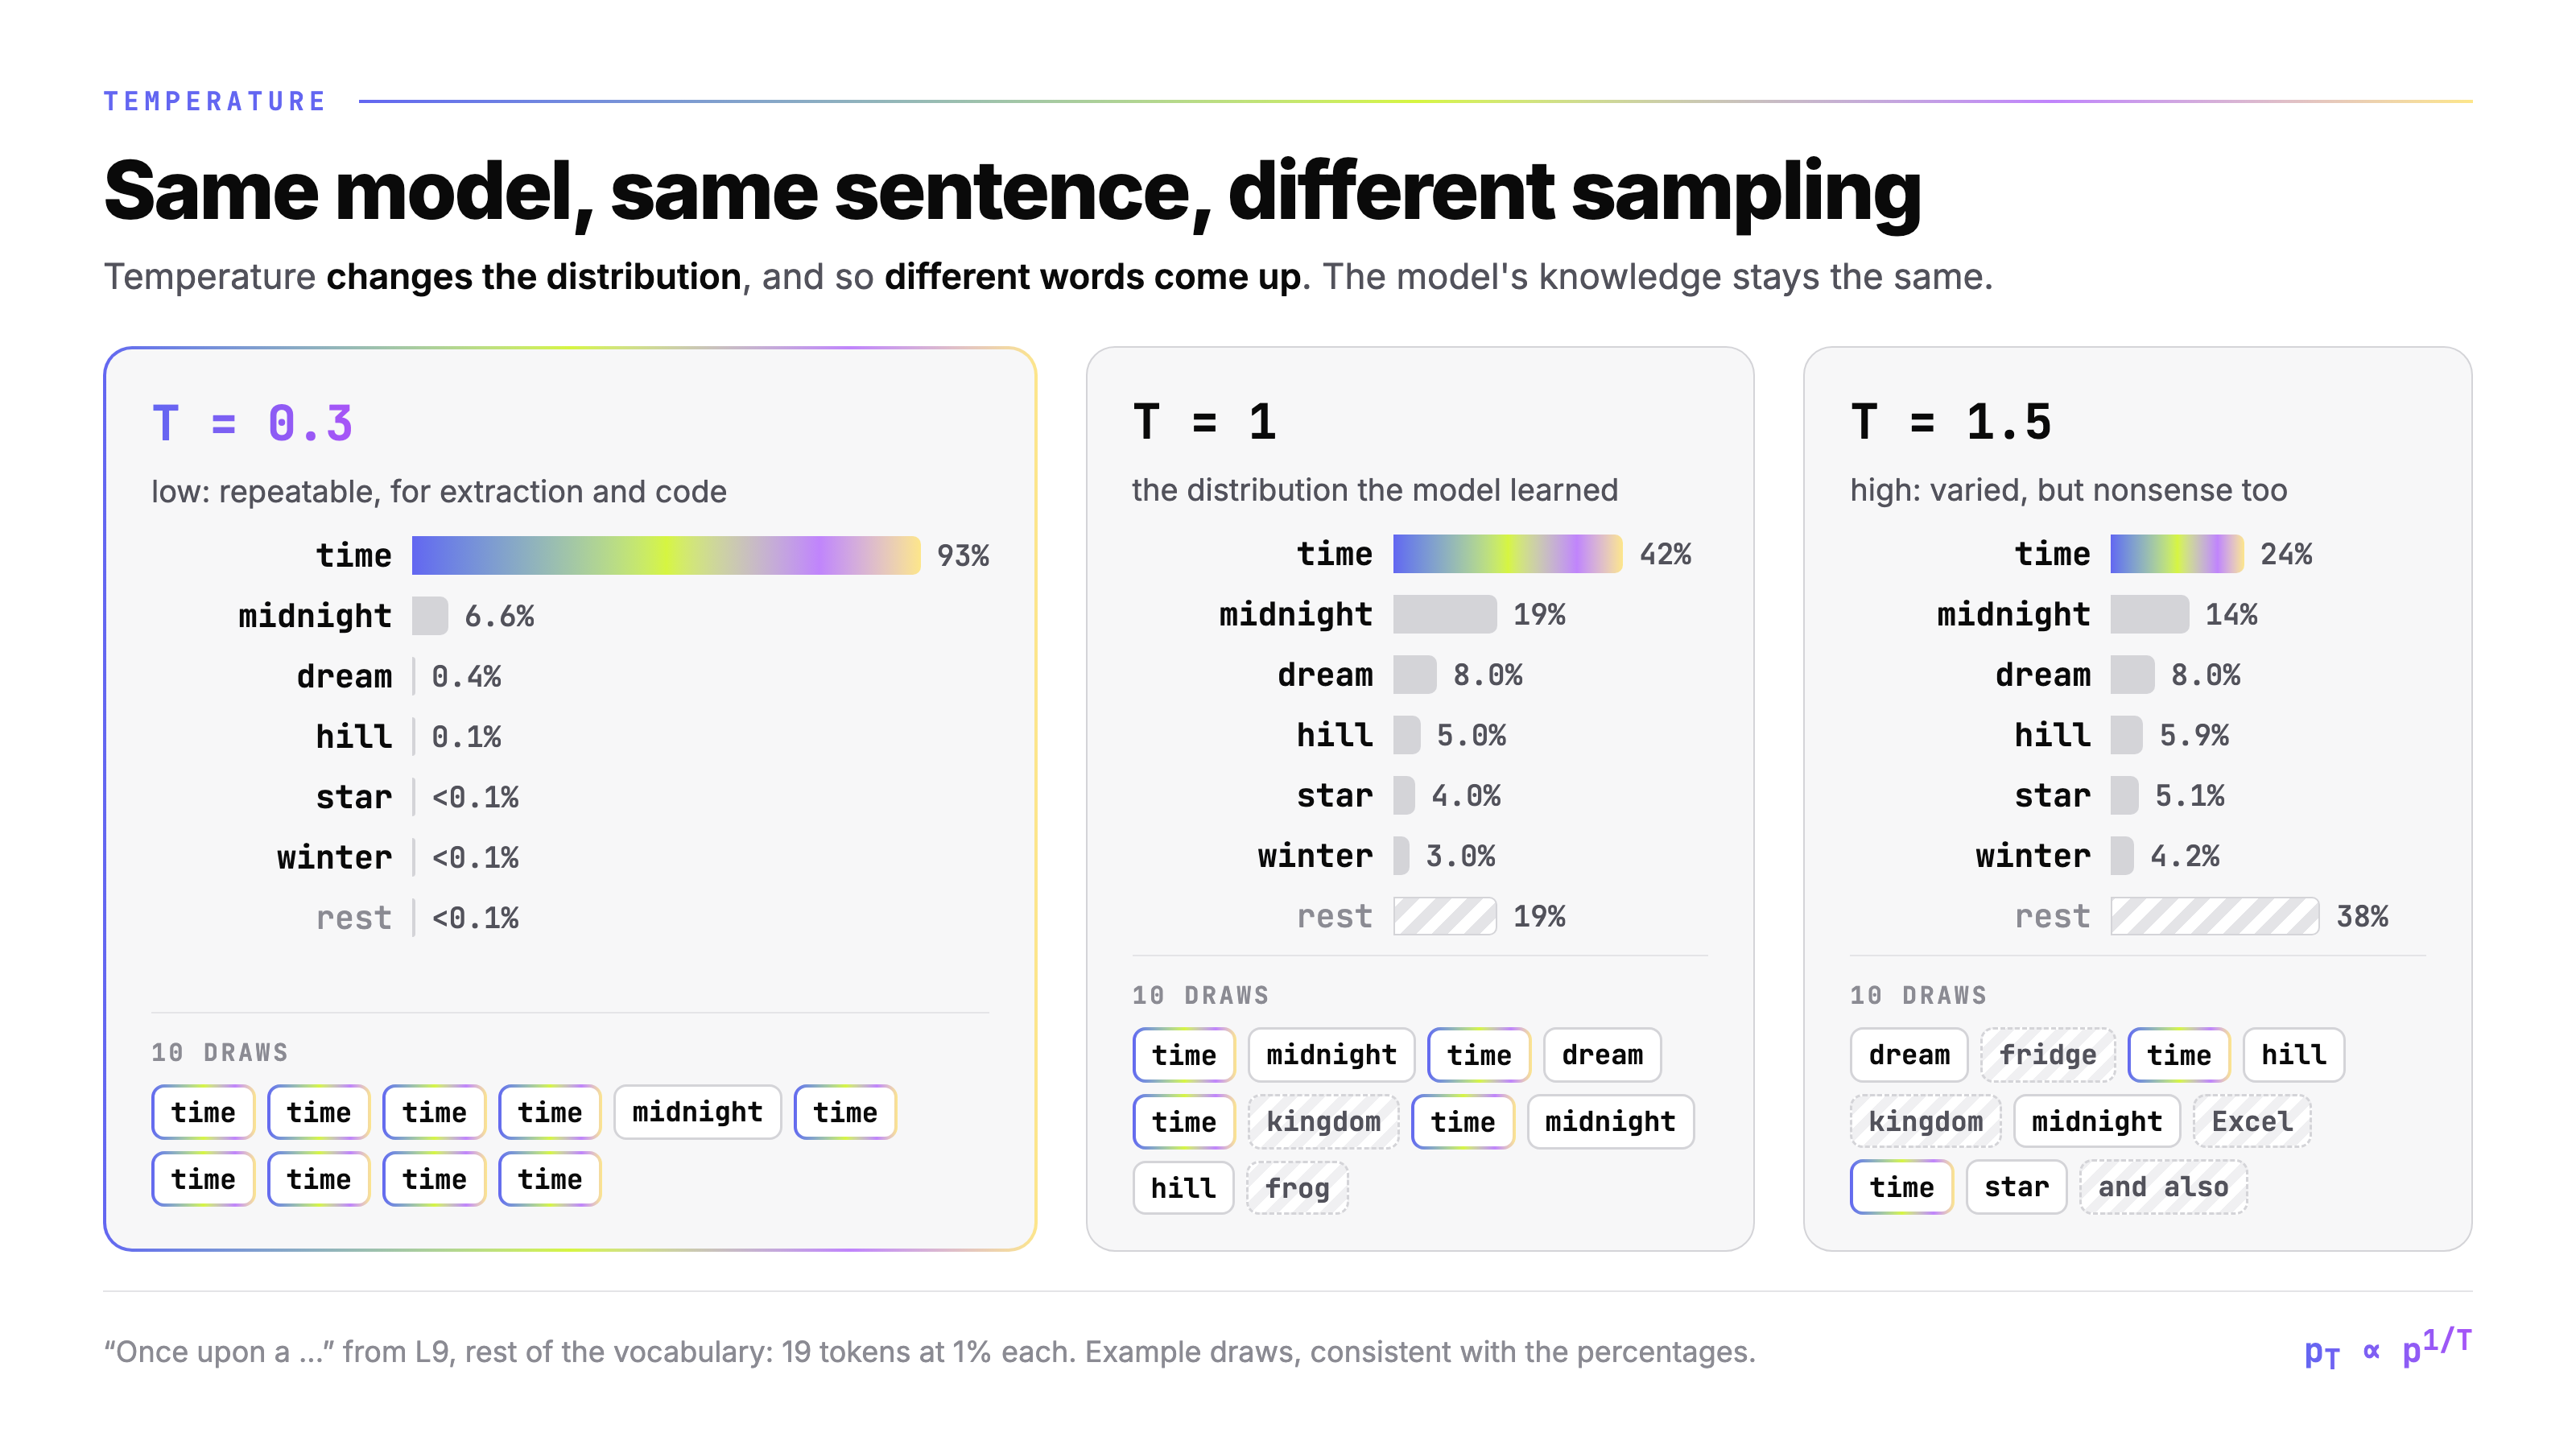 TEMPERATURE
Same model, same sentence, different sampling
Temperature changes the distribution, and so different words come up. The model's knowledge stays the same.
T = 0.3
low: repeatable, for extraction and code
time 93%
midnight 6.6%
dream 0.4%
hill 0.1%
star <0.1%
winter <0.1%
rest <0.1%
10 DRAWS
time time time time midnight time
time time time time
T = 1
the distribution the model learned
time 42%
midnight 19%
dream 8.0%
hill 5.0%
star 4.0%
winter 3.0%
rest 19%
10 DRAWS
time midnight time dream
time kingdom time midnight
hill frog
T = 1.5
high: varied, but nonsense too
time 24%
midnight 14%
dream 8.0%
hill 5.9%
star 5.1%
winter 4.2%
rest 38%
10 DRAWS
dream fridge time hill
kingdom midnight Excel
time star and also
“Once upon a ...” from L9, rest of the vocabulary: 19 tokens at 1% each. Example draws, consistent with the percentages.
p_T ∝ p^1/T